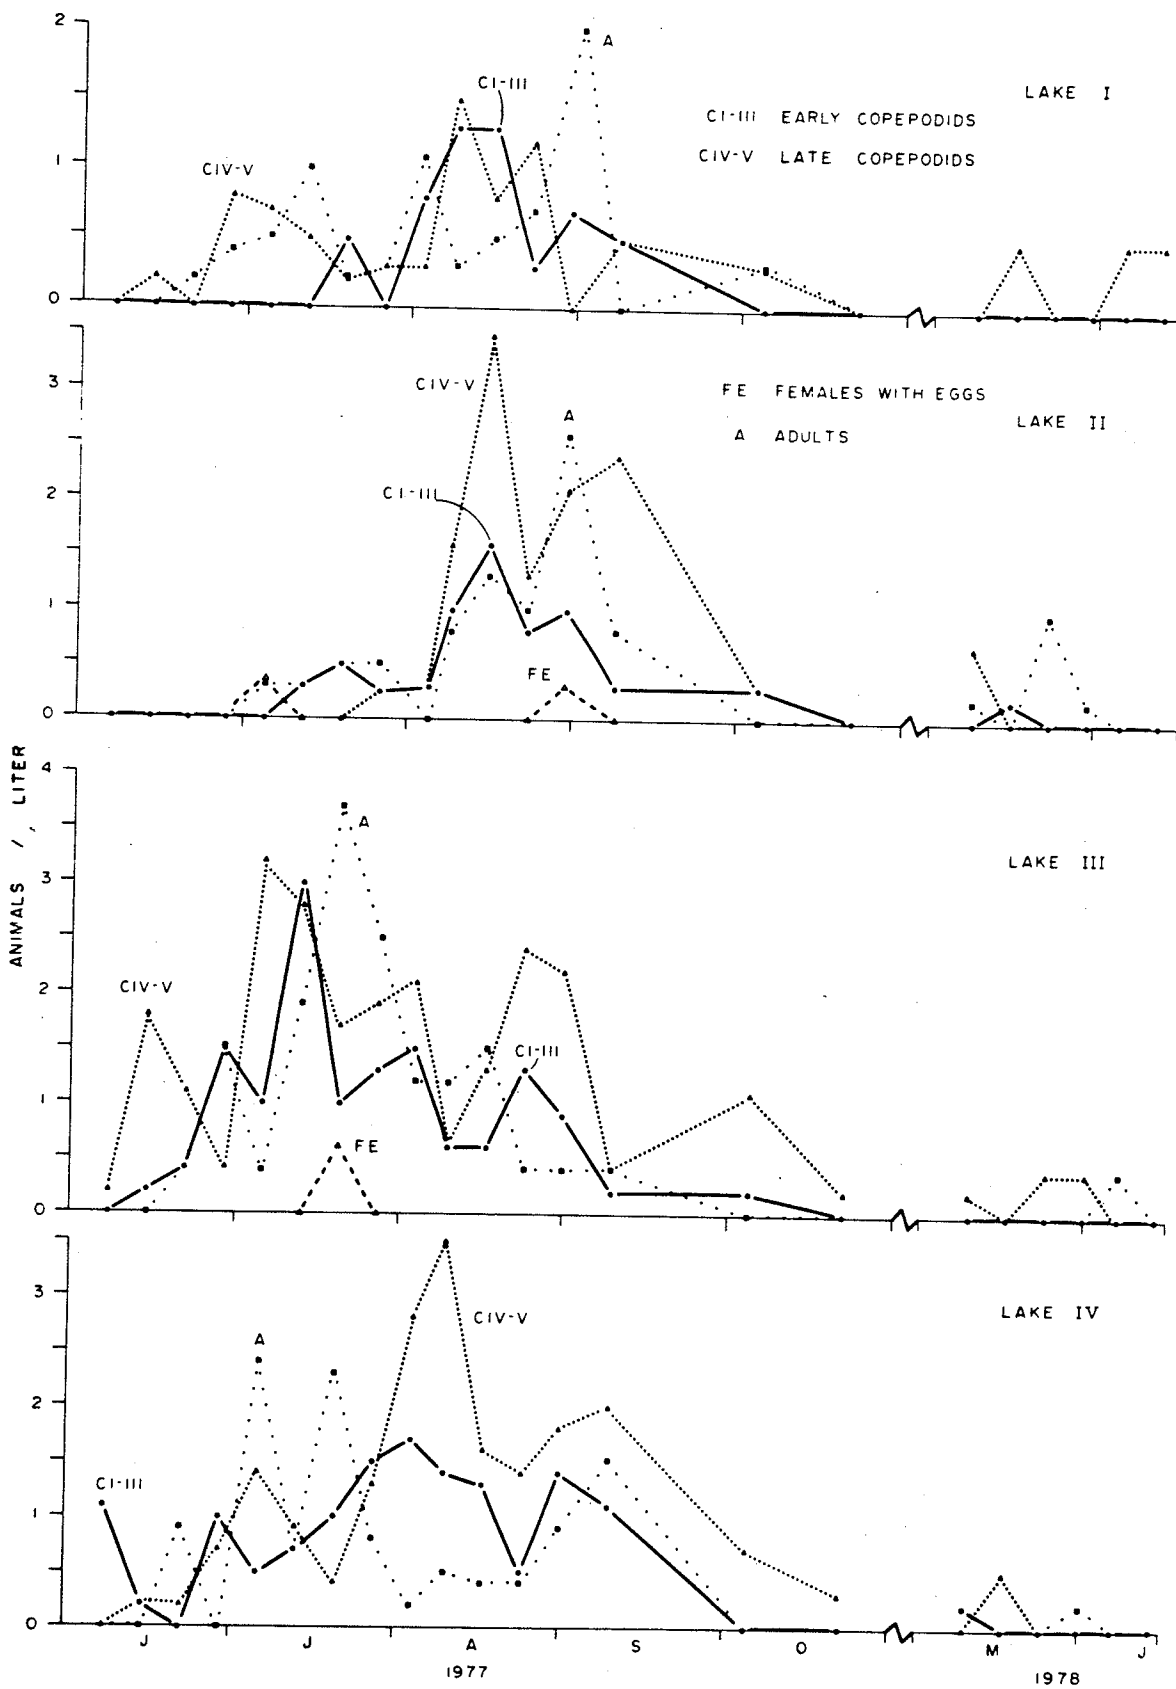 2
A
CI-III
LAKE I
CI-III EARLY COPEPODIDS
CIV-V LATE COPEPODIDS
1
CIV-V
0
3
CIV-V
FE FEMALES WITH EGGS
A
LAKE II
A ADULTS
2
CI-III
1
FE
0
ANIMALS / LITER
4
A
LAKE III
3
CIV-V
2
CI-III
1
FE
0
3
CIV-V
LAKE IV
A
2
CI-III
1
0
J J A S O M J
1977 1978